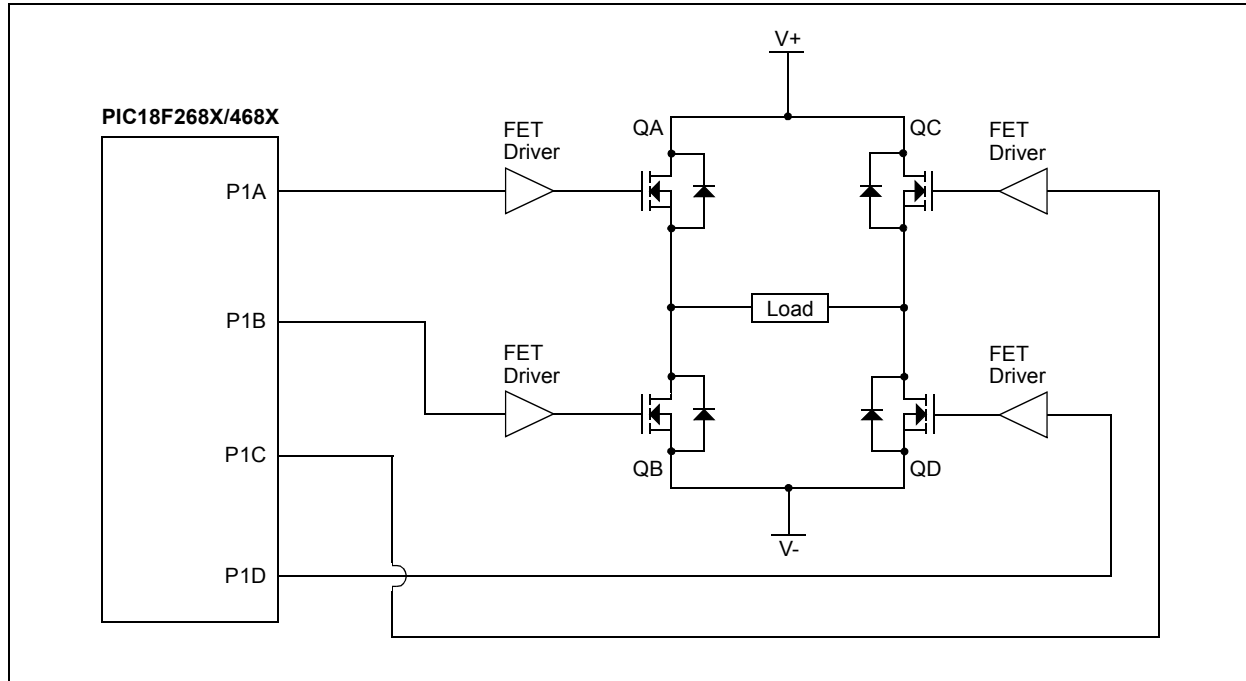 V+
PIC18F268X/468X
QA
QC
FET
Driver
FET
Driver
P1A
Load
P1B
FET
Driver
FET
Driver
P1C
QB
QD
V-
P1D